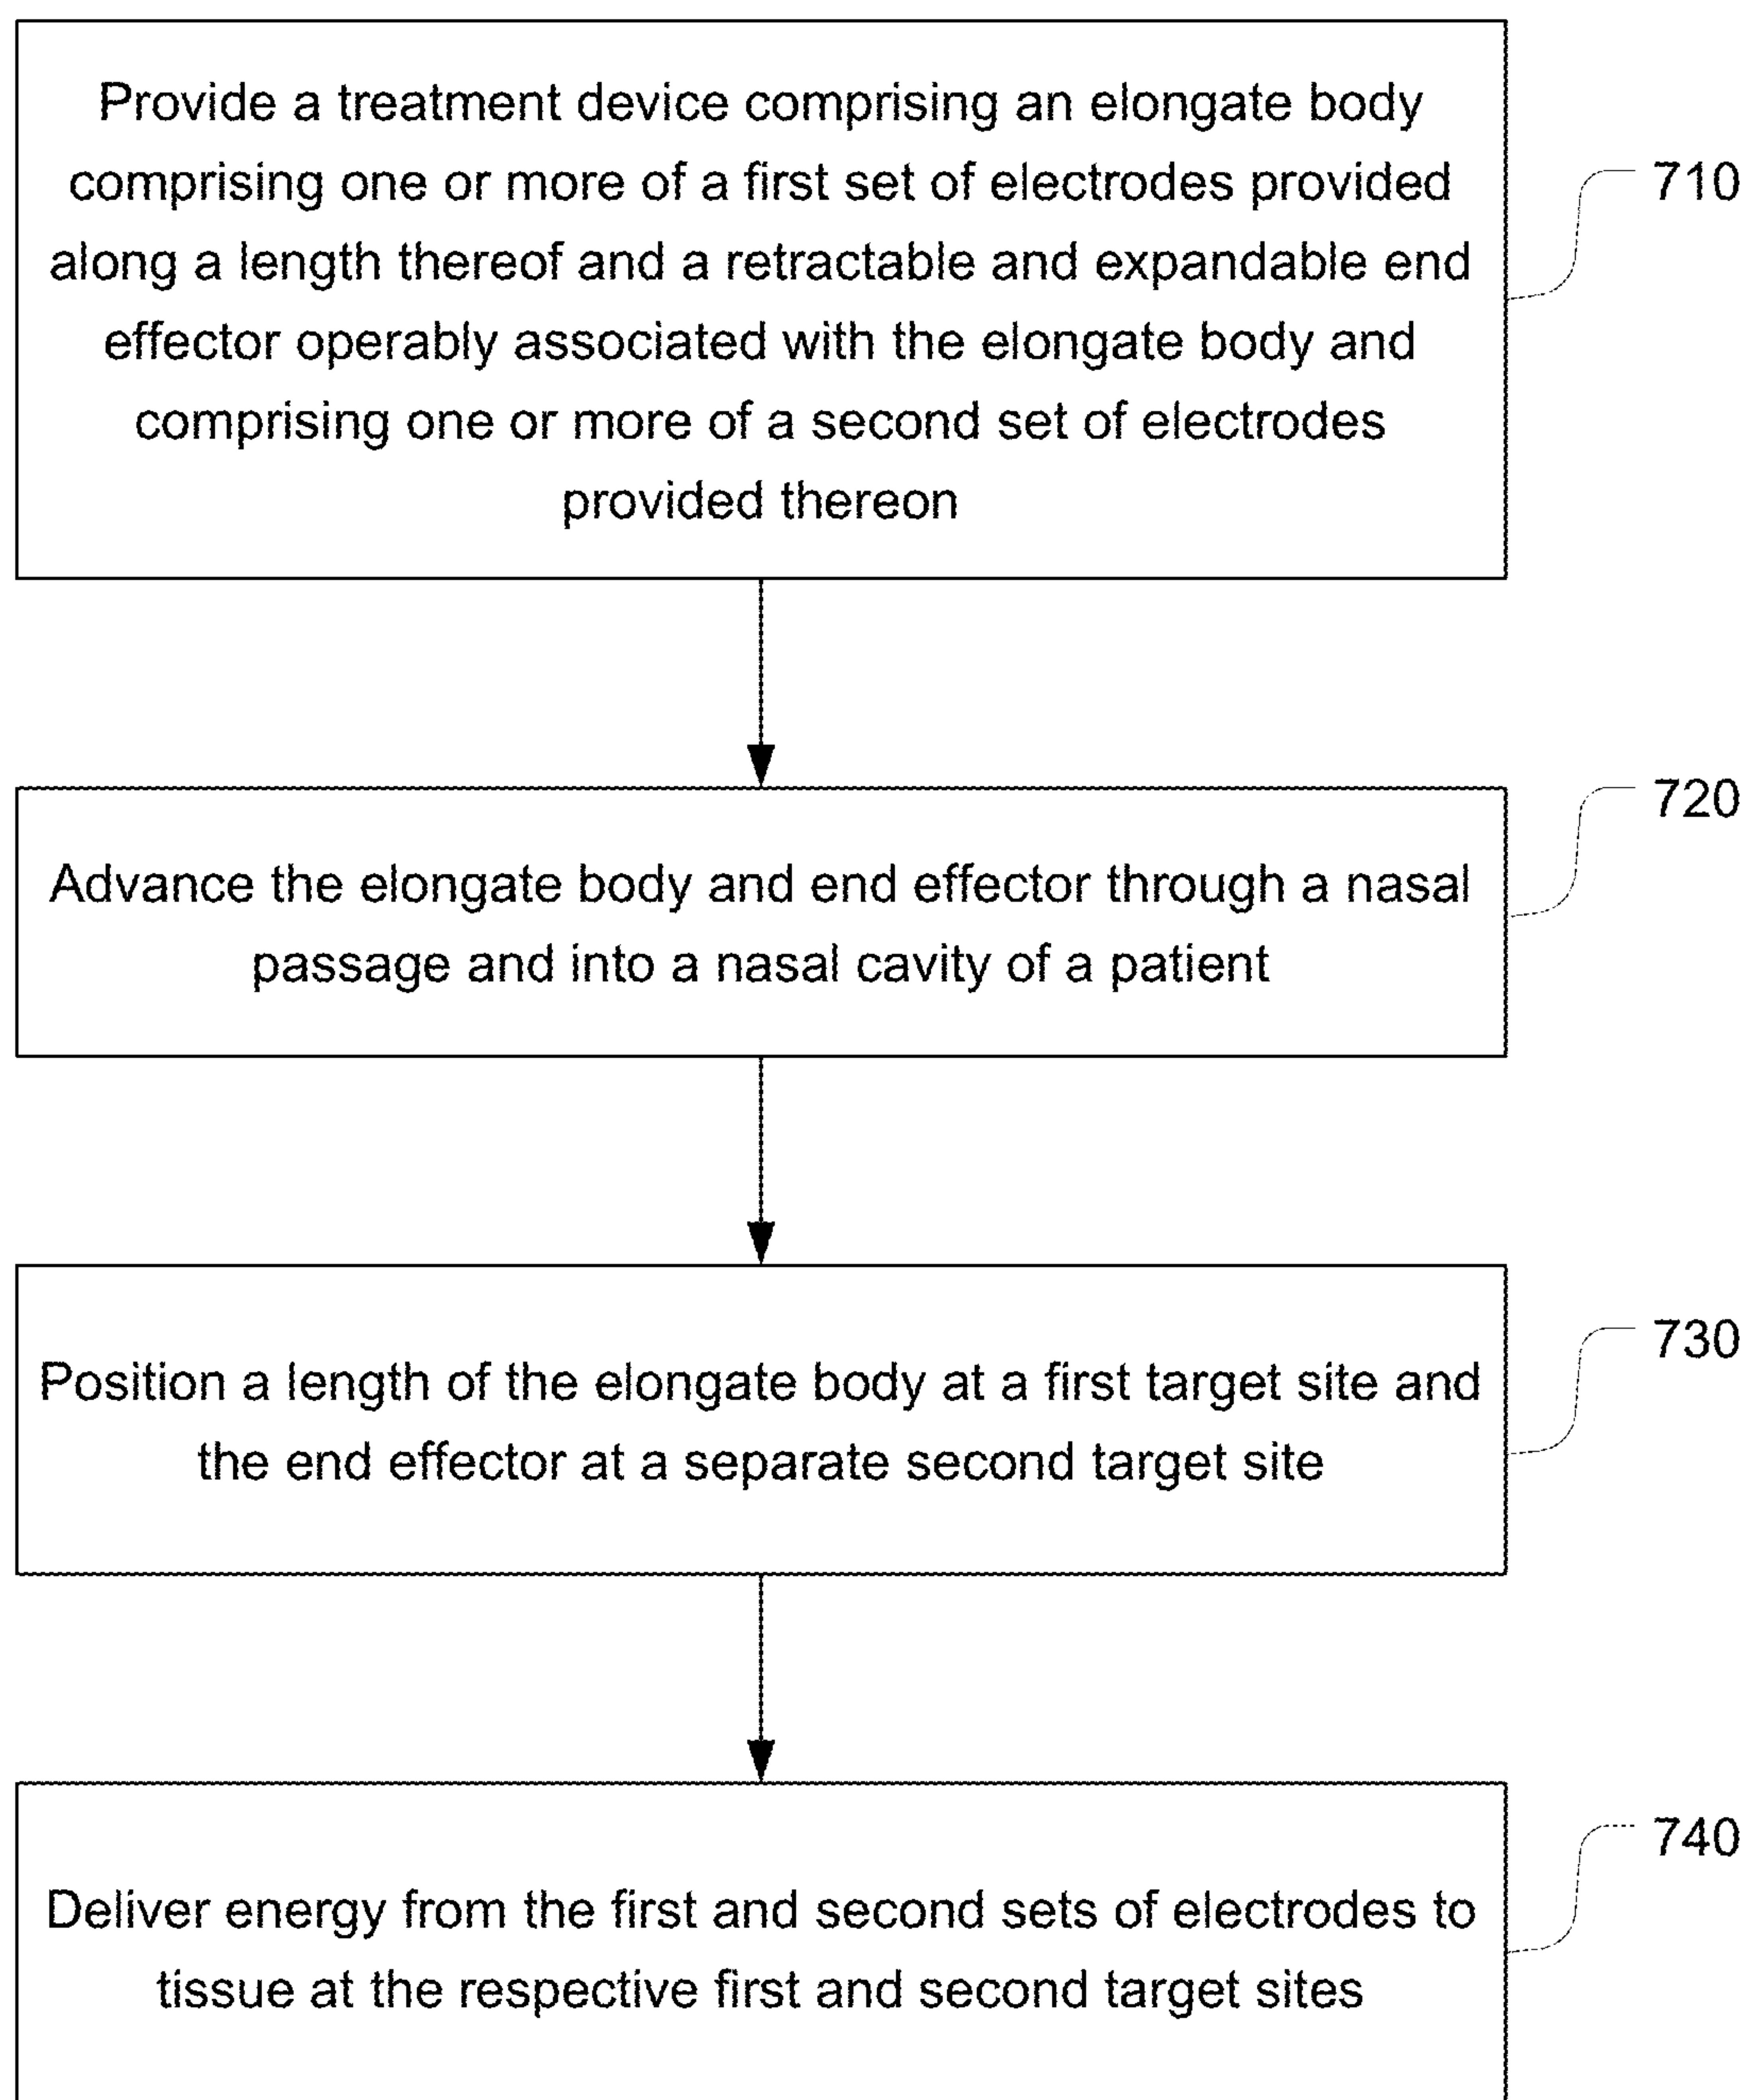 Provide a treatment device comprising an elongate body
comprising one or more of a first set of electrodes provided
along a length thereof and a retractable and expandable end
effector operably associated with the elongate body and
comprising one or more of a second set of electrodes
provided thereon
710
Advance the elongate body and end effector through a nasal
passage and into a nasal cavity of a patient
720
Position a length of the elongate body at a first target site and
the end effector at a separate second target site
730
Deliver energy from the first and second sets of electrodes to
tissue at the respective first and second target sites
740